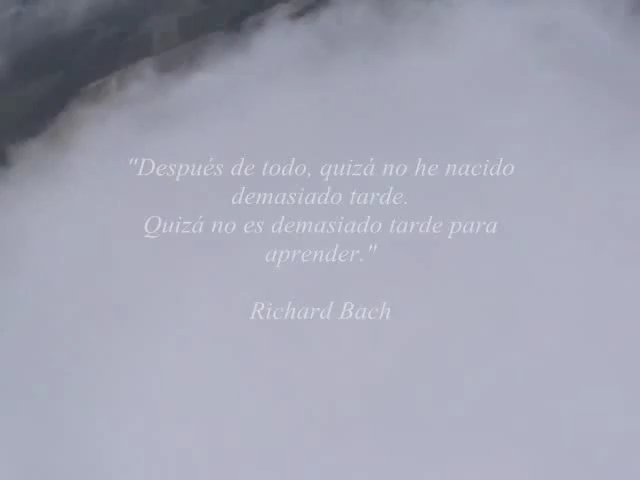 "Después de todo, quizá no he nacido
demasiado tarde.
Quizá no es demasiado tarde para
aprender."
Richard Bach